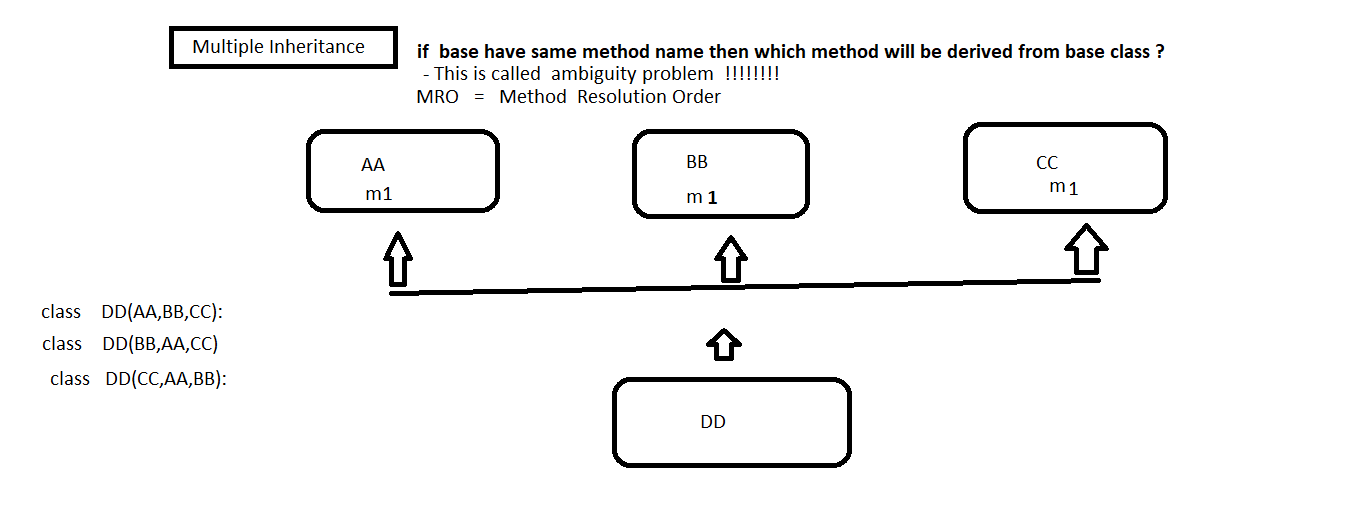 Multiple Inheritance
if base have same method name then which method will be derived from base class ?
- This is called ambiguity problem !!!!!!!!
MRO = Method Resolution Order
AA
m1
BB
m 1
CC
m 1
class DD(AA,BB,CC):
class DD(BB,AA,CC)
class DD(CC,AA,BB):
DD